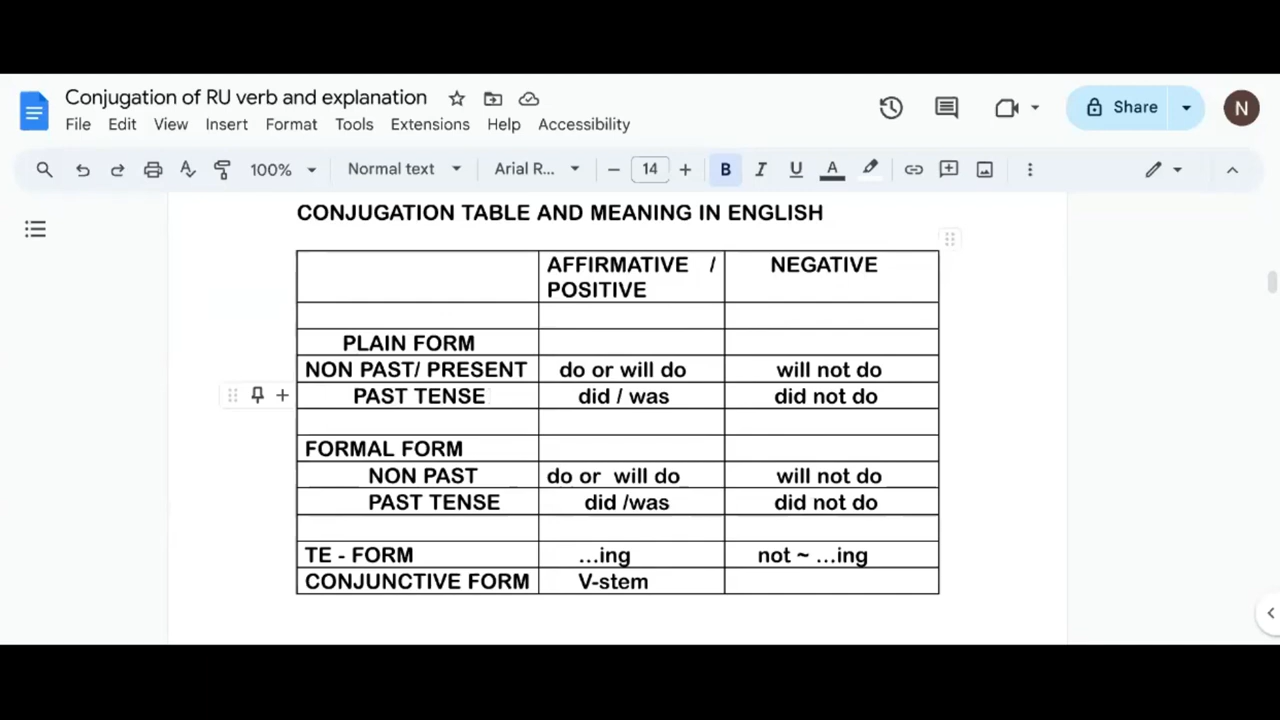 Conjugation of RU verb and explanation
File Edit View Insert Format Tools Extensions Help Accessibility
Share
N
100% Normal text Arial R... 14 B I U A
CONJUGATION TABLE AND MEANING IN ENGLISH
AFFIRMATIVE / NEGATIVE
POSITIVE
PLAIN FORM
NON PAST/ PRESENT do or will do will not do
PAST TENSE did / was did not do
FORMAL FORM
NON PAST do or will do will not do
PAST TENSE did /was did not do
TE - FORM ...ing not ~ ...ing
CONJUNCTIVE FORM V-stem